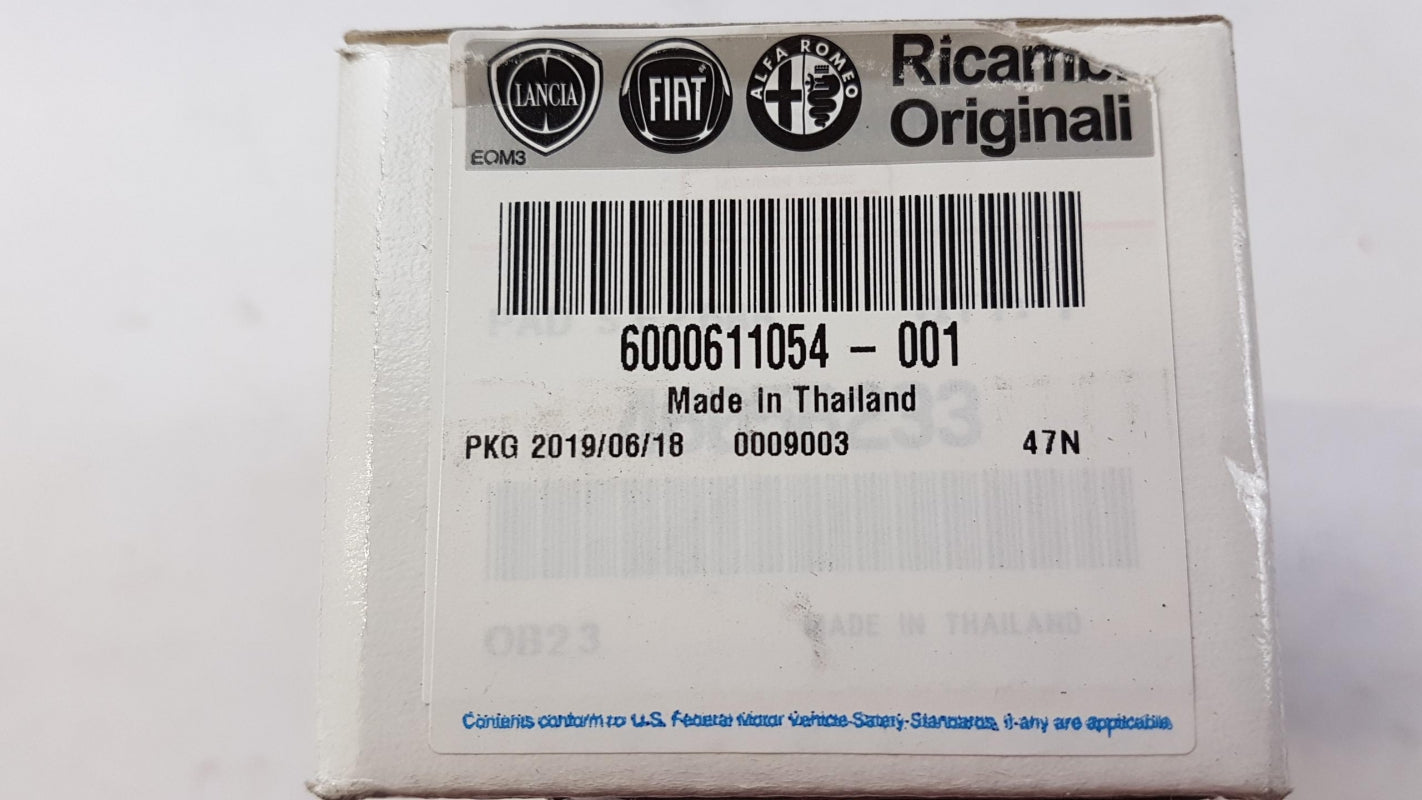 LANCIA
FIAT
ALFA ROMEO
Ricambi
Originali
EQM3
6000611054 - 001
Made in Thailand
PKG 2019/06/18 0009003 47N
OB23
MADE IN THAILAND
Contents conform to U.S. Federal Motor Vehicle Safety Standards, if any are applicable.